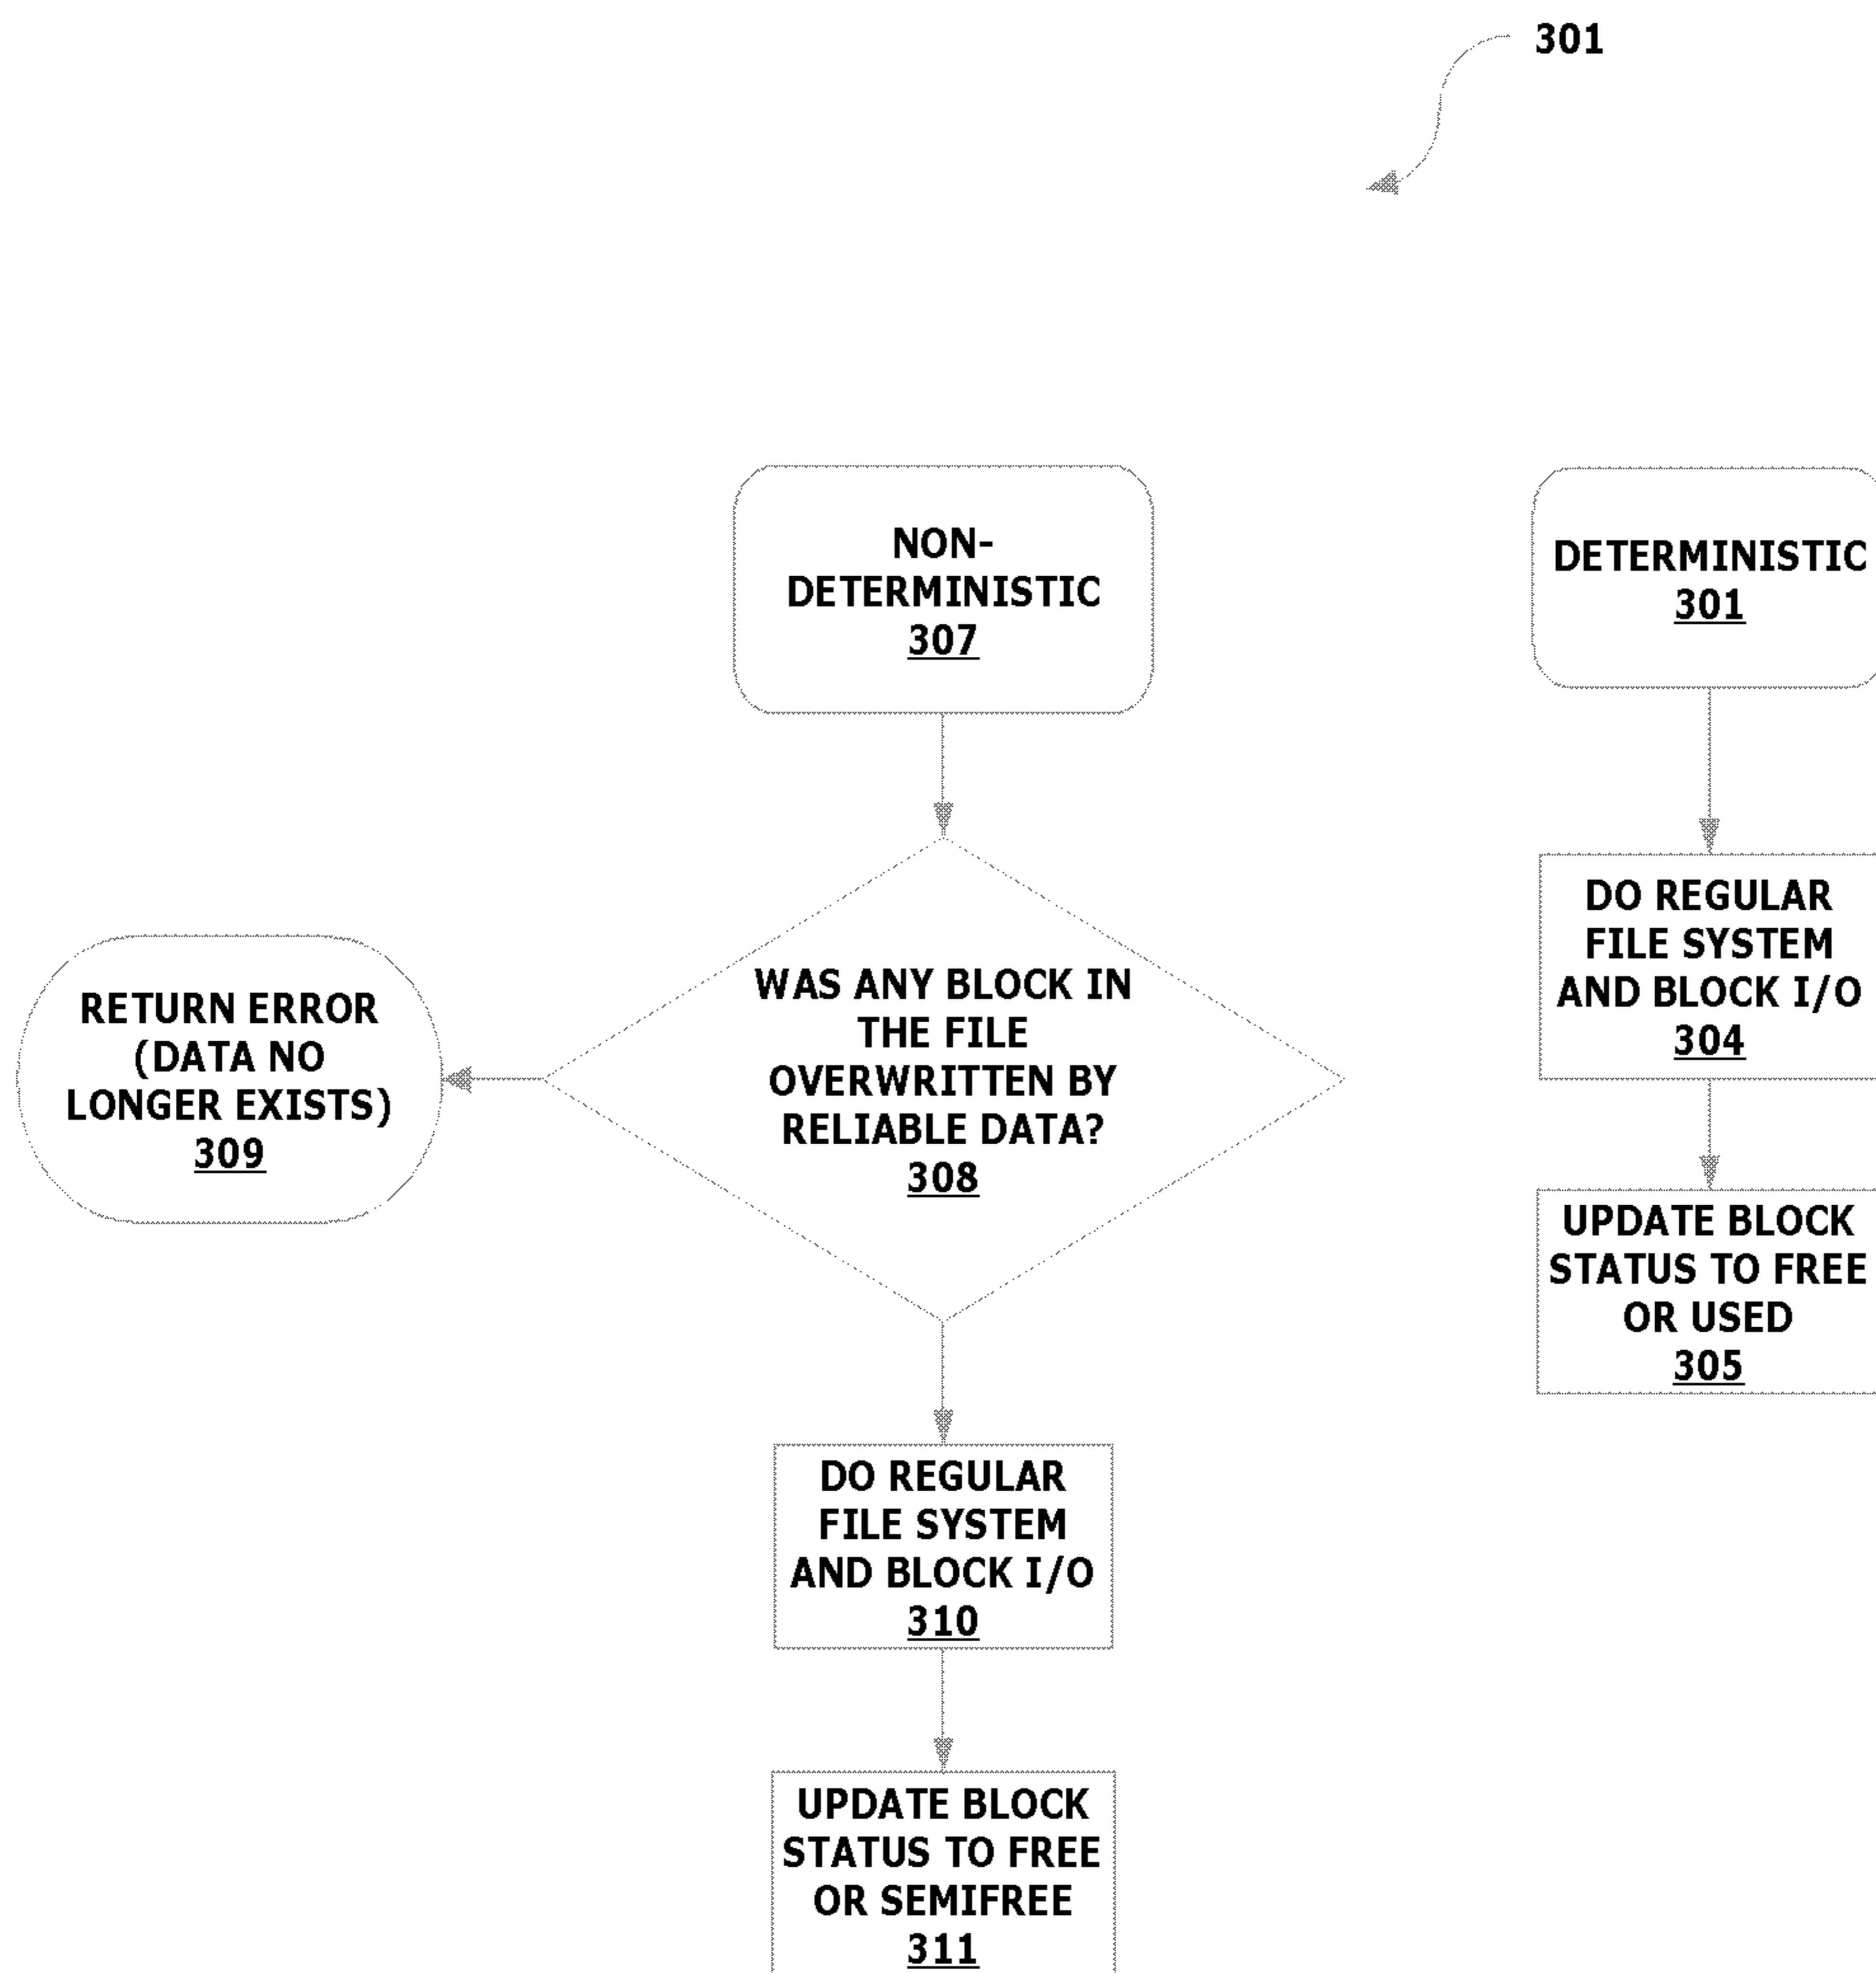 301
NON-
DETERMINISTIC
307
DETERMINISTIC
301
WAS ANY BLOCK IN
THE FILE
OVERWRITTEN BY
RELIABLE DATA?
308
RETURN ERROR
(DATA NO
LONGER EXISTS)
309
DO REGULAR
FILE SYSTEM
AND BLOCK I/O
304
UPDATE BLOCK
STATUS TO FREE
OR USED
305
DO REGULAR
FILE SYSTEM
AND BLOCK I/O
310
UPDATE BLOCK
STATUS TO FREE
OR SEMIFREE
311